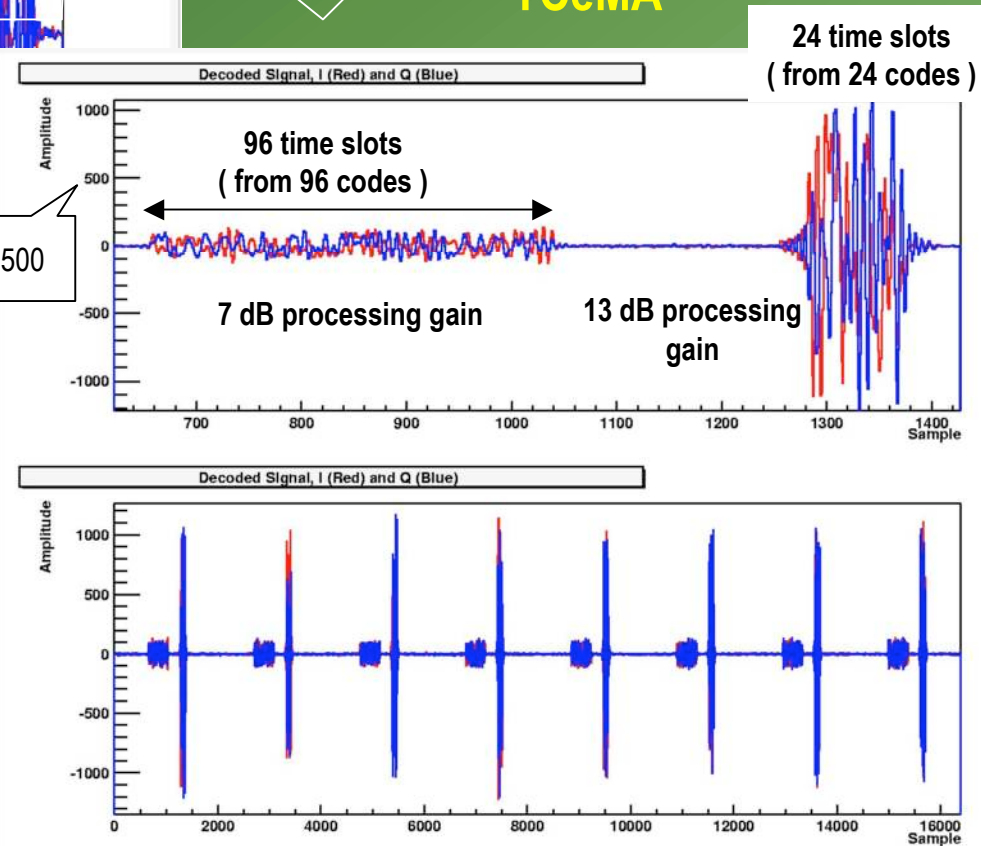 24 time slots
( from 24 codes )
Decoded Signal, I (Red) and Q (Blue)
Amplitude
1000
500
0
-500
-1000
96 time slots
( from 96 codes )
500
7 dB processing gain
13 dB processing
gain
700
800
900
1000
1100
1200
1300
1400
Sample
Decoded Signal, I (Red) and Q (Blue)
Amplitude
1000
500
0
-500
-1000
0
2000
4000
6000
8000
10000
12000
14000
16000
Sample